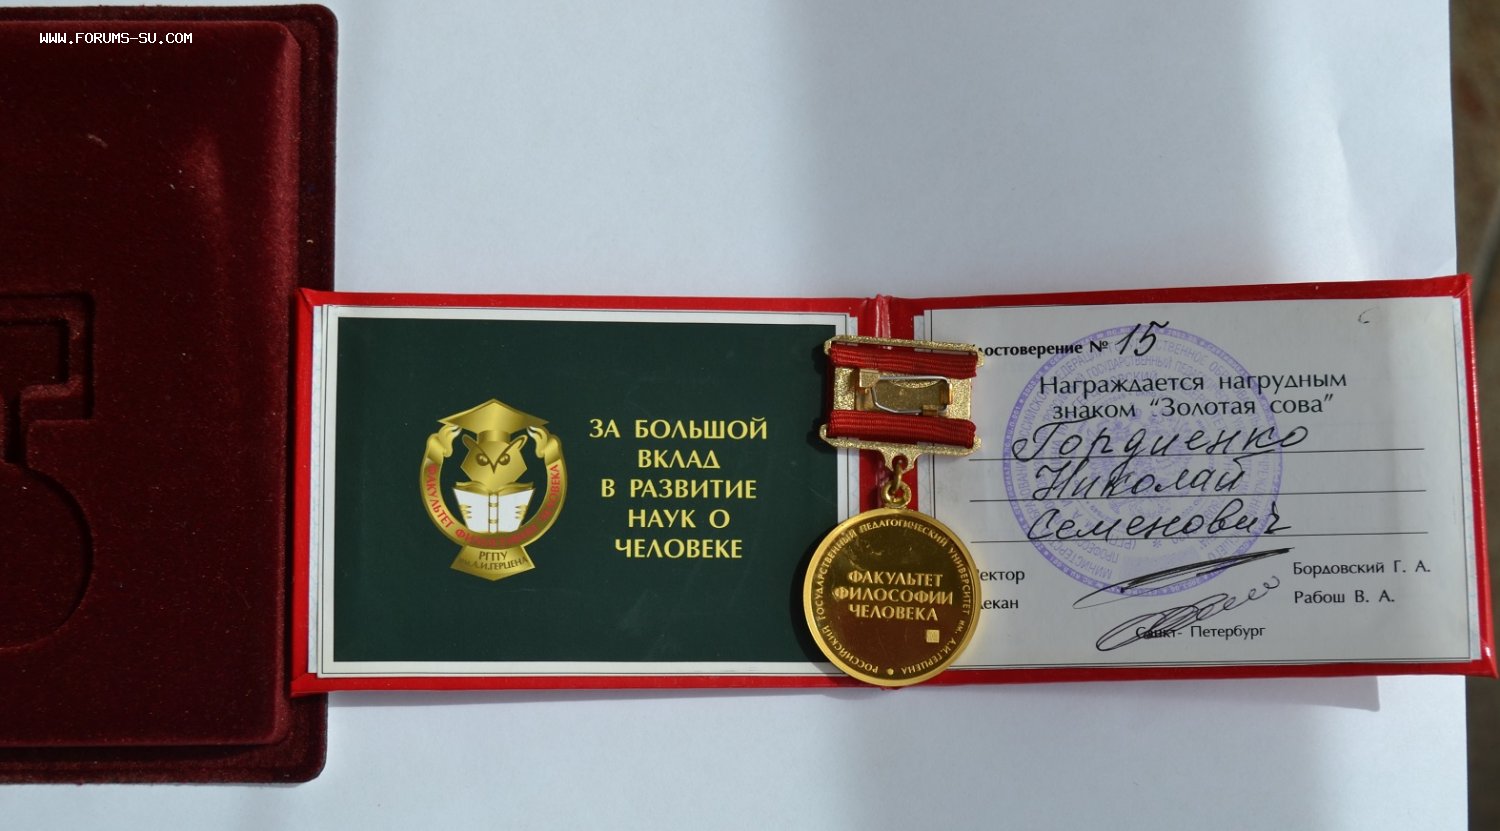 WWW.FORUMS-SU.COM
ЗА БОЛЬШОЙ
ВКЛАД
В РАЗВИТИЕ
НАУК О
ЧЕЛОВЕКЕ
ФАКУЛЬТЕТ ЧЕЛОВЕКА
РГПУ
ИМ. А.И.ГЕРЦЕНА
РОССИЙСКИЙ ГОСУДАРСТВЕННЫЙ ПЕДАГОГИЧЕСКИЙ УНИВЕРСИТЕТ ИМ. А.И. ГЕРЦЕНА
ФАКУЛЬТЕТ
ФИЛОСОФИИ
ЧЕЛОВЕКА
достоверение № 15
Награждается нагрудным
знаком “Золотая сова”
Гордиенко
Николай
Семенович
ектор Бордовский Г. А.
екан Рабош В. А.
Санкт- Петербург